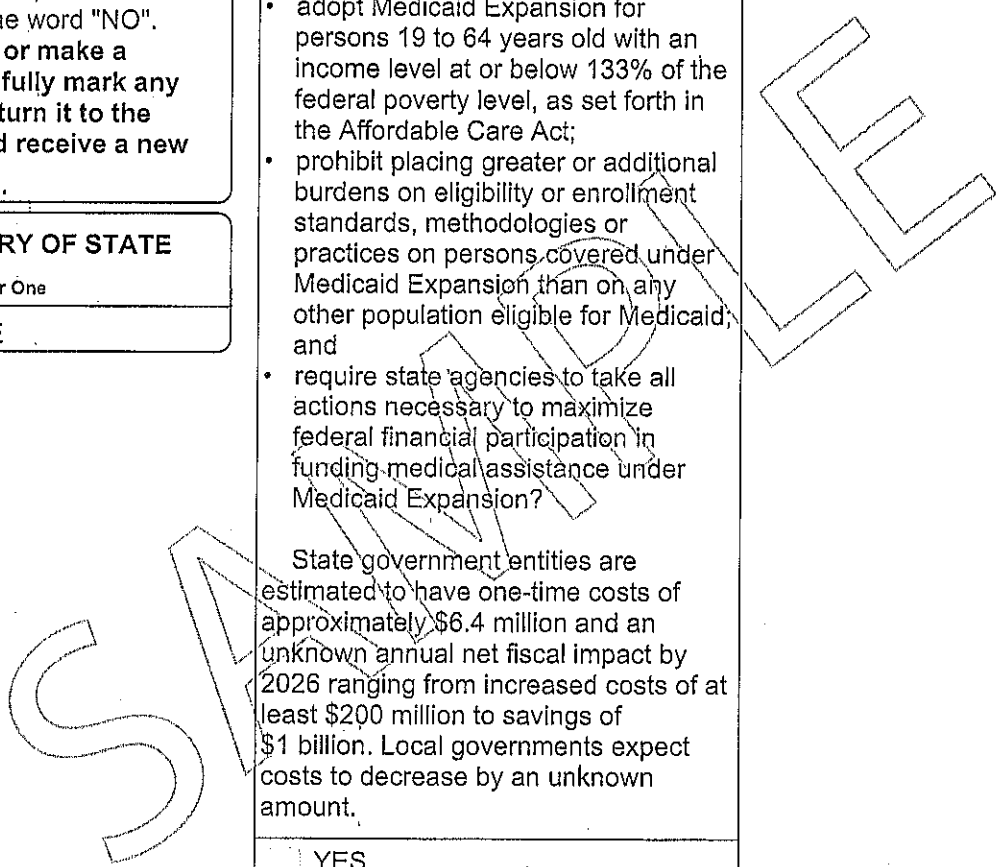 e word "NO".
or make a
fully mark any
turn it to the
d receive a new
.
RY OF STATE
r One
E
• adopt Medicaid Expansion for
persons 19 to 64 years old with an
income level at or below 133% of the
federal poverty level, as set forth in
the Affordable Care Act;
• prohibit placing greater or additional
burdens on eligibility or enrollment
standards, methodologies or
practices on persons covered under
Medicaid Expansion than on any
other population eligible for Medicaid;
and
• require state agencies to take all
actions necessary to maximize
federal financial participation in
funding medical assistance under
Medicaid Expansion?
State government entities are
estimated to have one-time costs of
approximately $6.4 million and an
unknown annual net fiscal impact by
2026 ranging from increased costs of at
least $200 million to savings of
$1 billion. Local governments expect
costs to decrease by an unknown
amount.
YES
SAMPLE